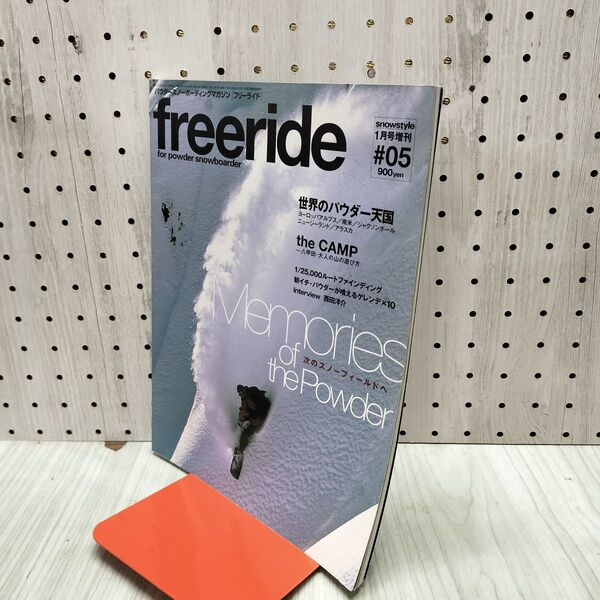 パウダースノーボーディングマガジン[フリーライド]
freeride
for powder snowboarder
snowstyle
1月号増刊
#05
900yen
世界のパウダー天国
ヨーロッパアルプス/南米/ジャクソンホール
ニュージーランド/アラスカ
the CAMP
〜八甲田・大人の山の遊び方
1/25,000ルートファインディング
朝イチ・パウダーが喰えるゲレンデ×10
Interview 西田洋介
Memories
of
the Powder
次のスノーフィールドへ